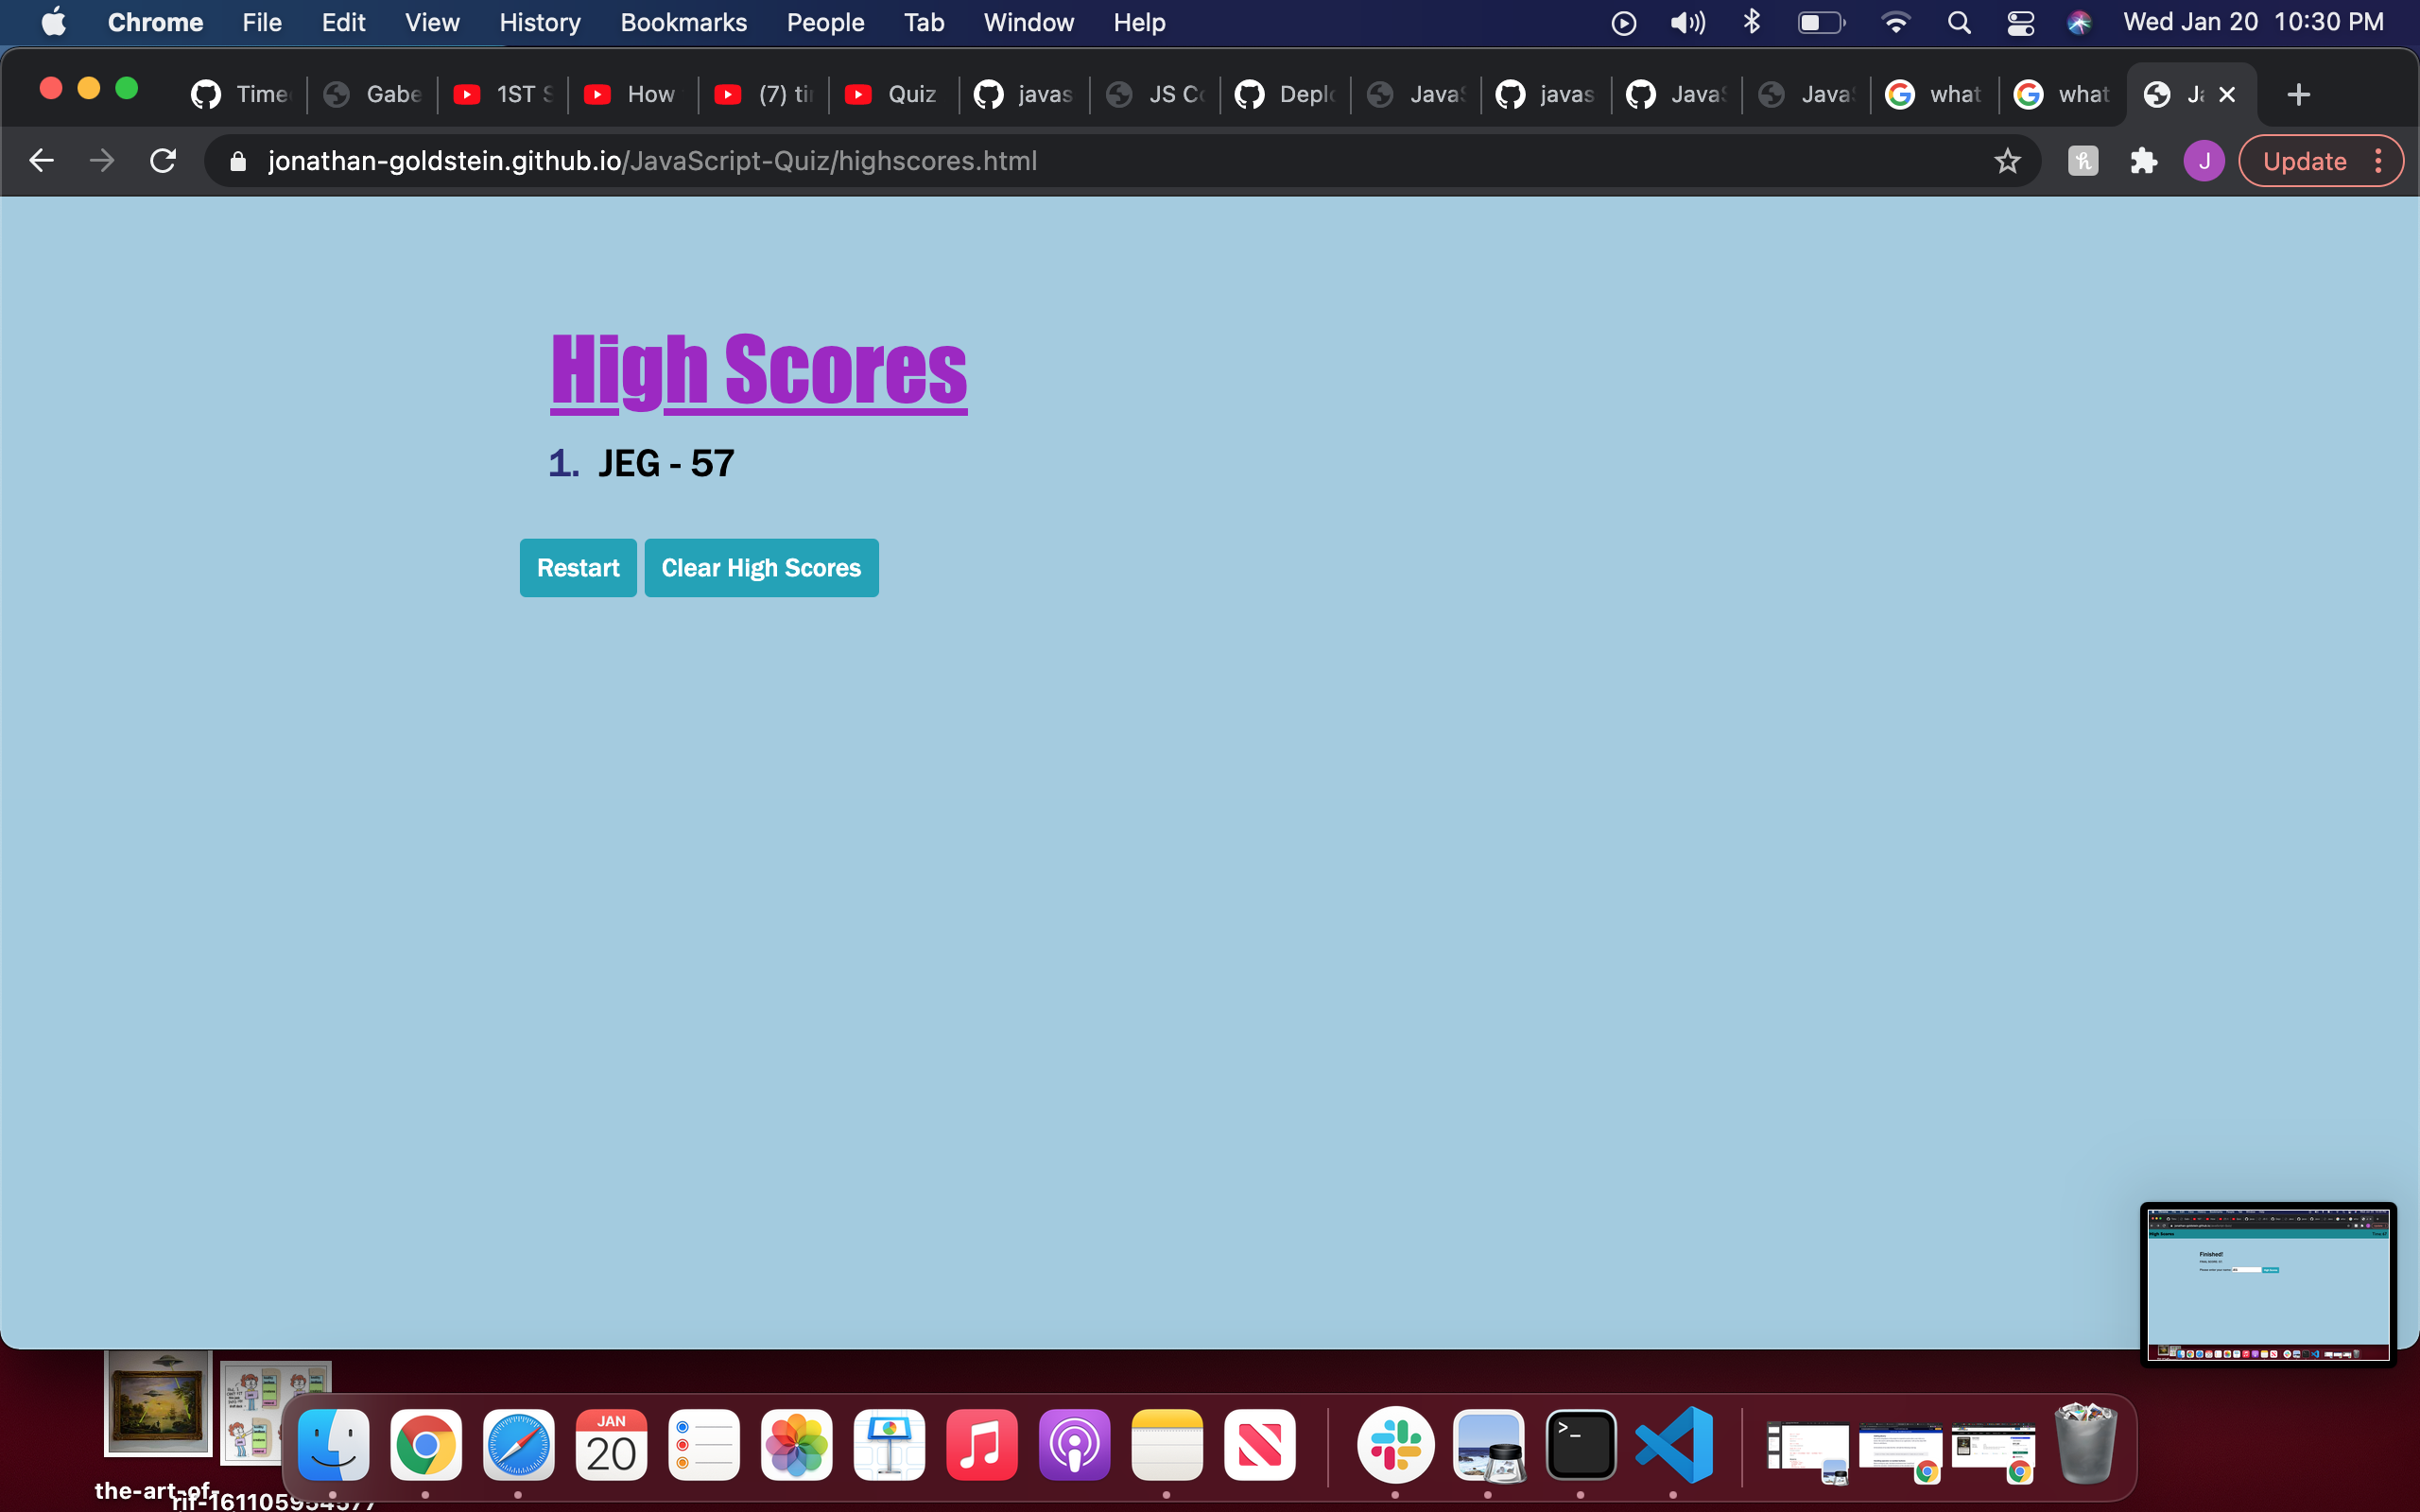 Chrome File Edit View History Bookmarks People Tab Window Help Wed Jan 20 10:30 PM
Time Gabe 1ST S How (7) ti Quiz javas JS Co Deplo JavaS javas JavaS JavaS what what Ja
jonathan-goldstein.github.io/JavaScript-Quiz/highscores.html J Update
High Scores
1. JEG - 57
Restart Clear High Scores
High Scores
Finished!
JAN
20
the-art-of-